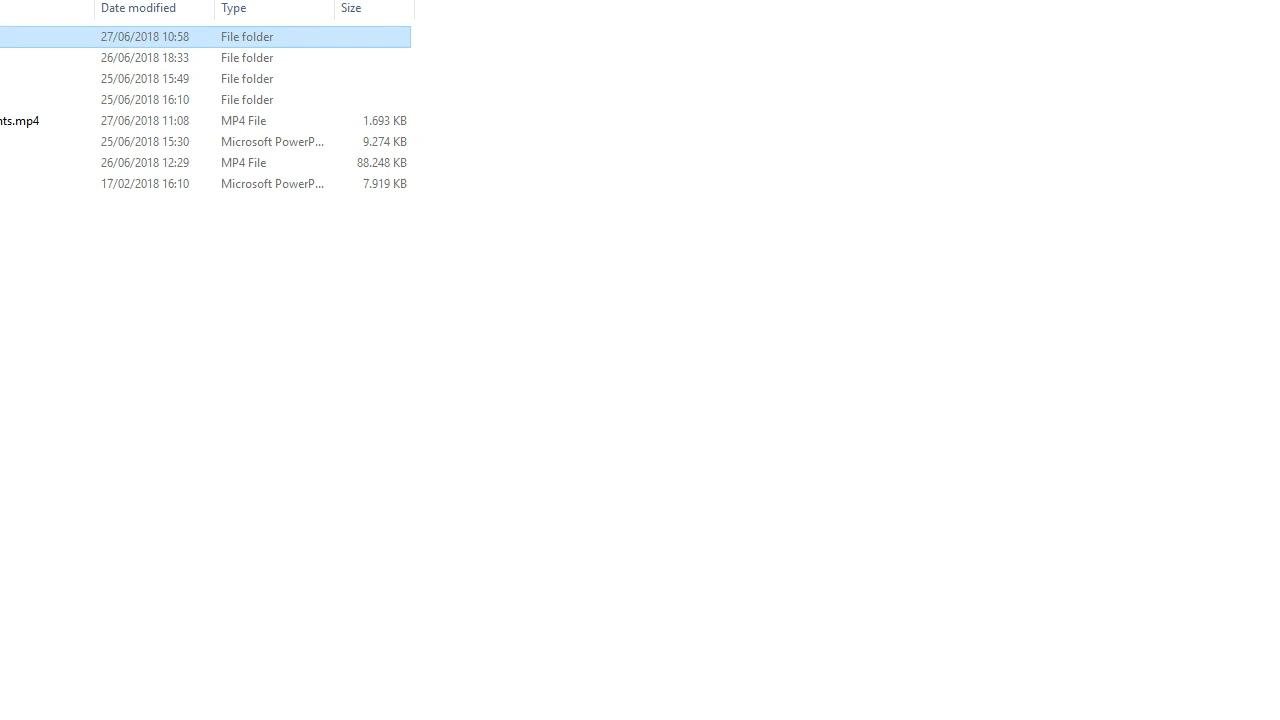 Date modified Type Size
27/06/2018 10:58 File folder
26/06/2018 18:33 File folder
25/06/2018 15:49 File folder
25/06/2018 16:10 File folder
nts.mp4 27/06/2018 11:08 MP4 File 1.693 KB
25/06/2018 15:30 Microsoft PowerP... 9.274 KB
26/06/2018 12:29 MP4 File 88.248 KB
17/02/2018 16:10 Microsoft PowerP... 7.919 KB